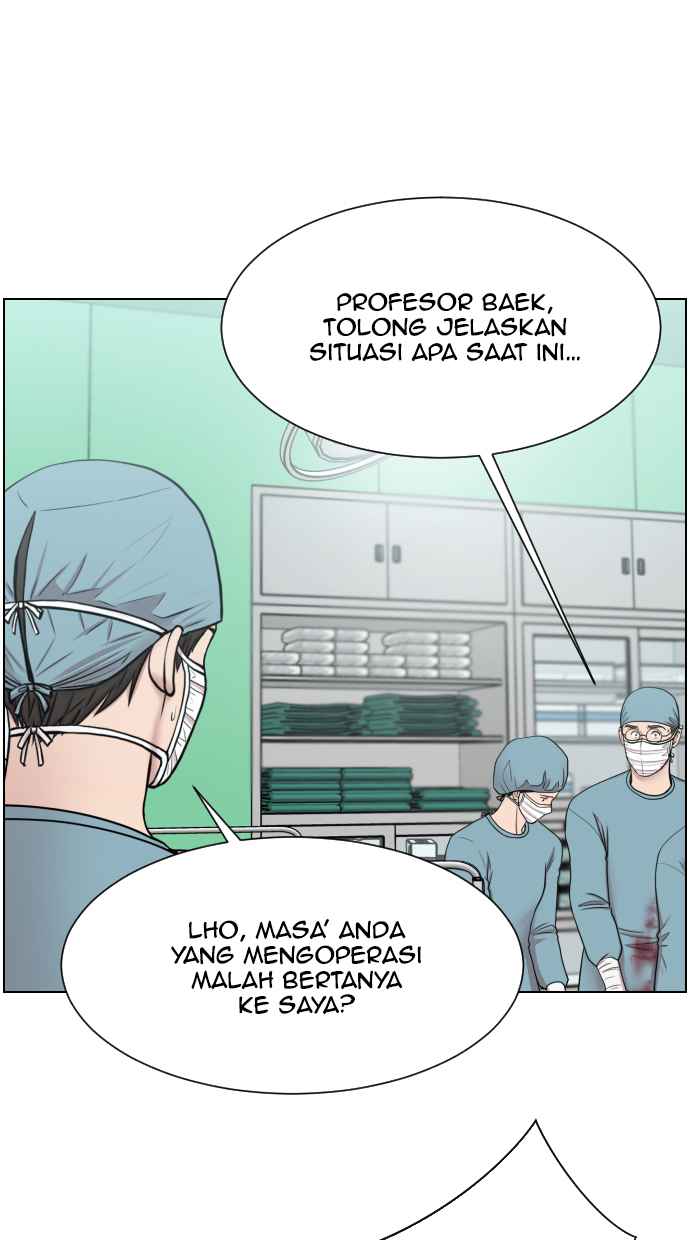 PROFESOR BAEK,
TOLONG JELASKAN
SITUASI APA SAAT INI...
LHO, MASA' ANDA
YANG MENGOPERASI
MALAH BERTANYA
KE SAYA?